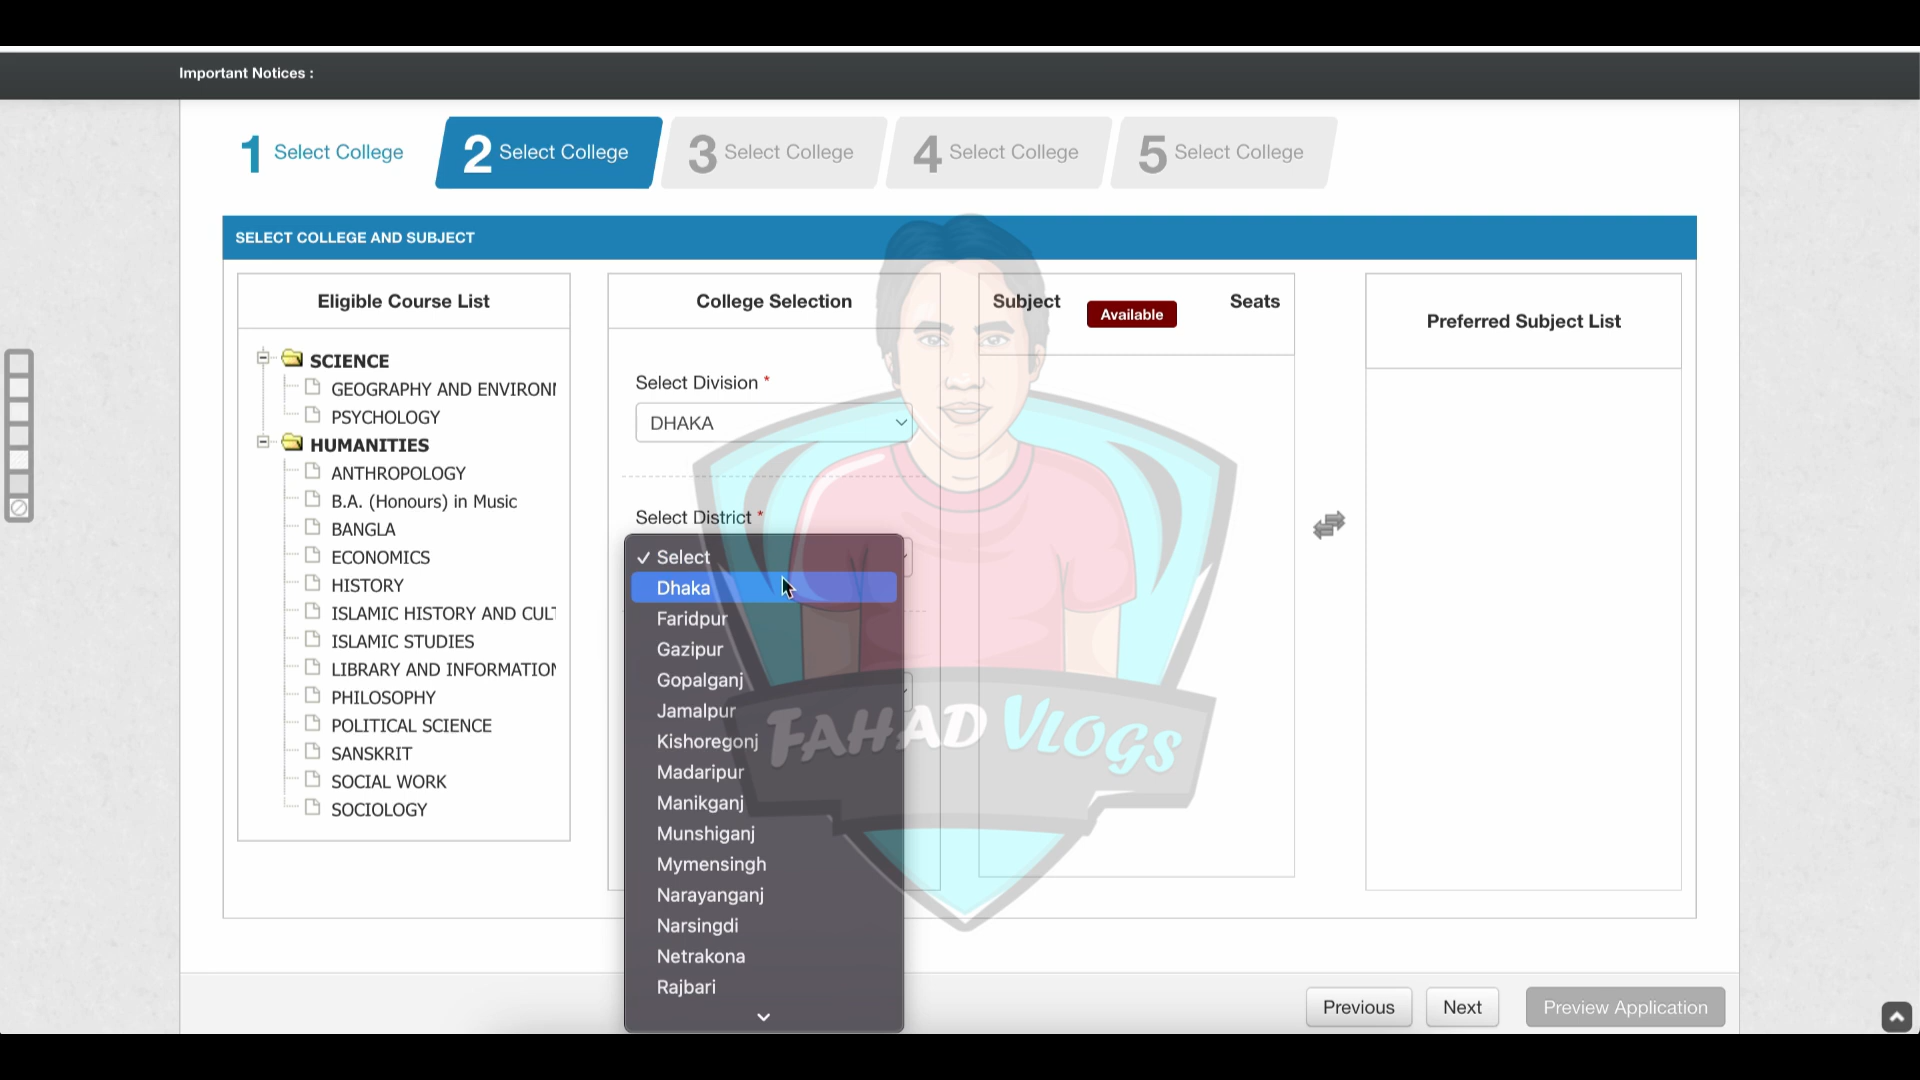 Important Notices :
1 Select College
2 Select College
3 Select College
4 Select College
5 Select College
SELECT COLLEGE AND SUBJECT
Eligible Course List
SCIENCE
GEOGRAPHY AND ENVIRON
PSYCHOLOGY
HUMANITIES
ANTHROPOLOGY
B.A. (Honours) in Music
BANGLA
ECONOMICS
HISTORY
ISLAMIC HISTORY AND CUL
ISLAMIC STUDIES
LIBRARY AND INFORMATION
PHILOSOPHY
POLITICAL SCIENCE
SANSKRIT
SOCIAL WORK
SOCIOLOGY
College Selection
Select Division *
DHAKA
Select District *
✓ Select
Dhaka
Faridpur
Gazipur
Gopalganj
Jamalpur
Kishoregonj
Madaripur
Manikganj
Munshiganj
Mymensingh
Narayanganj
Narsingdi
Netrakona
Rajbari
Subject Available Seats
Preferred Subject List
FAHAD VLOGS
Previous
Next
Preview Application